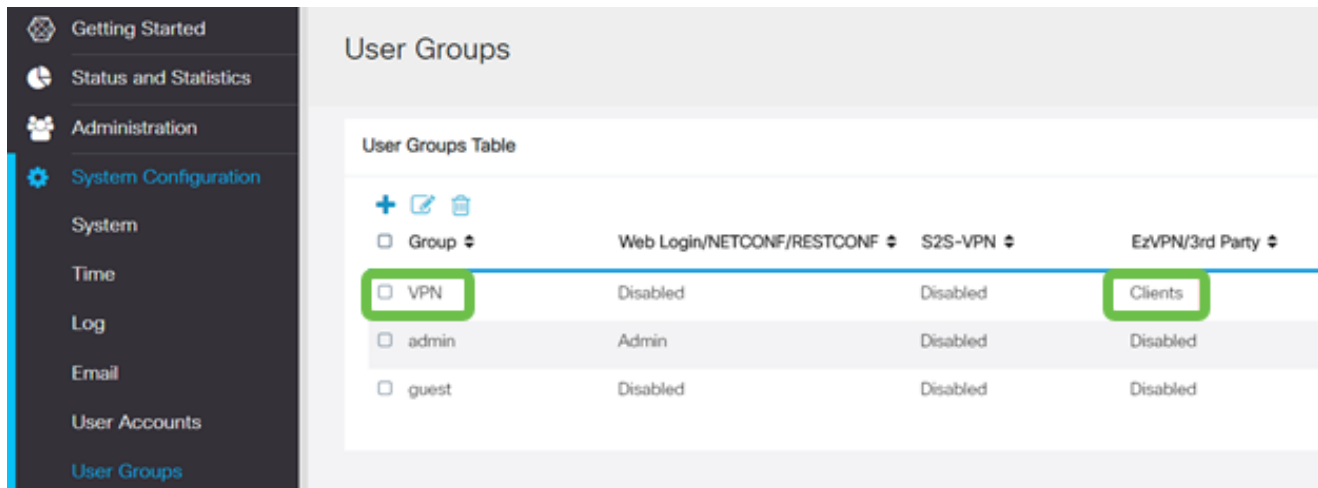 Getting Started
Status and Statistics
Administration
System Configuration
System
Time
Log
Email
User Accounts
User Groups
User Groups
User Groups Table
Group Web Login/NETCONF/RESTCONF S2S-VPN EzVPN/3rd Party
VPN Disabled Disabled Clients
admin Admin Disabled Disabled
guest Disabled Disabled Disabled